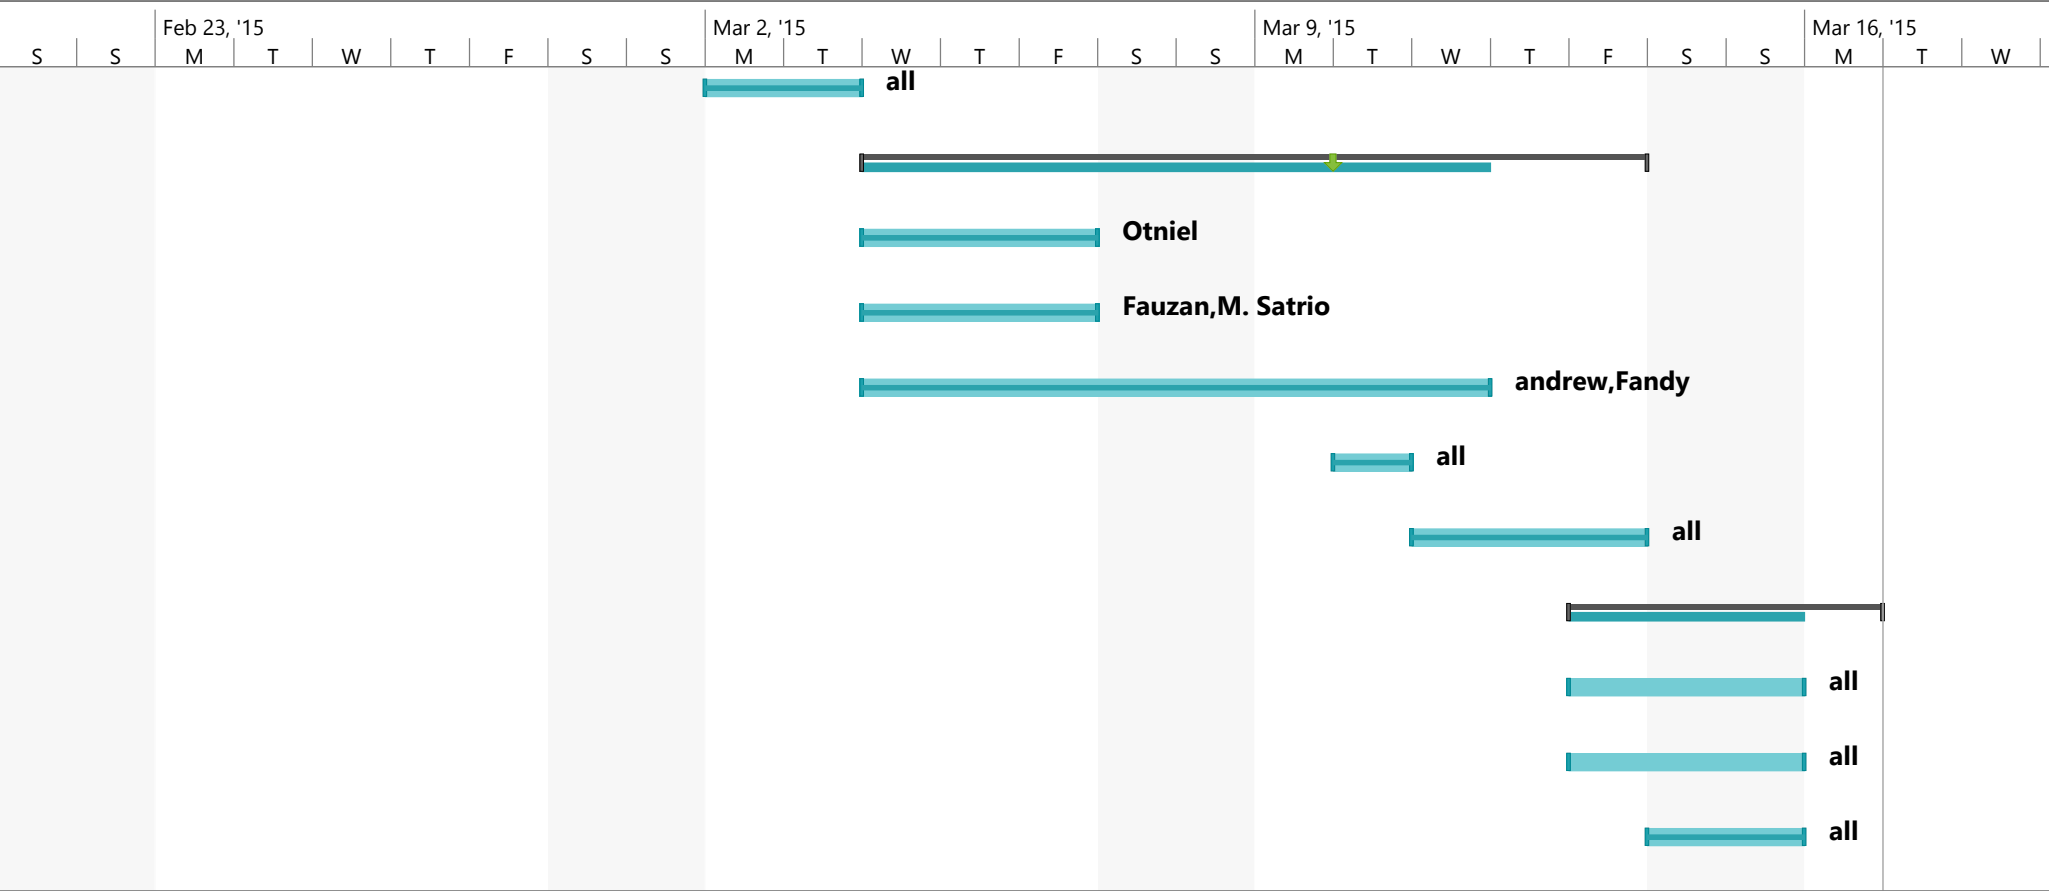 Feb 23, '15 Mar 2, '15 Mar 9, '15 Mar 16, '15
S S M T W T F S S M T W T F S S M T W T F S S M T W
all
Otniel
Fauzan,M. Satrio
andrew,Fandy
all
all
all
all
all